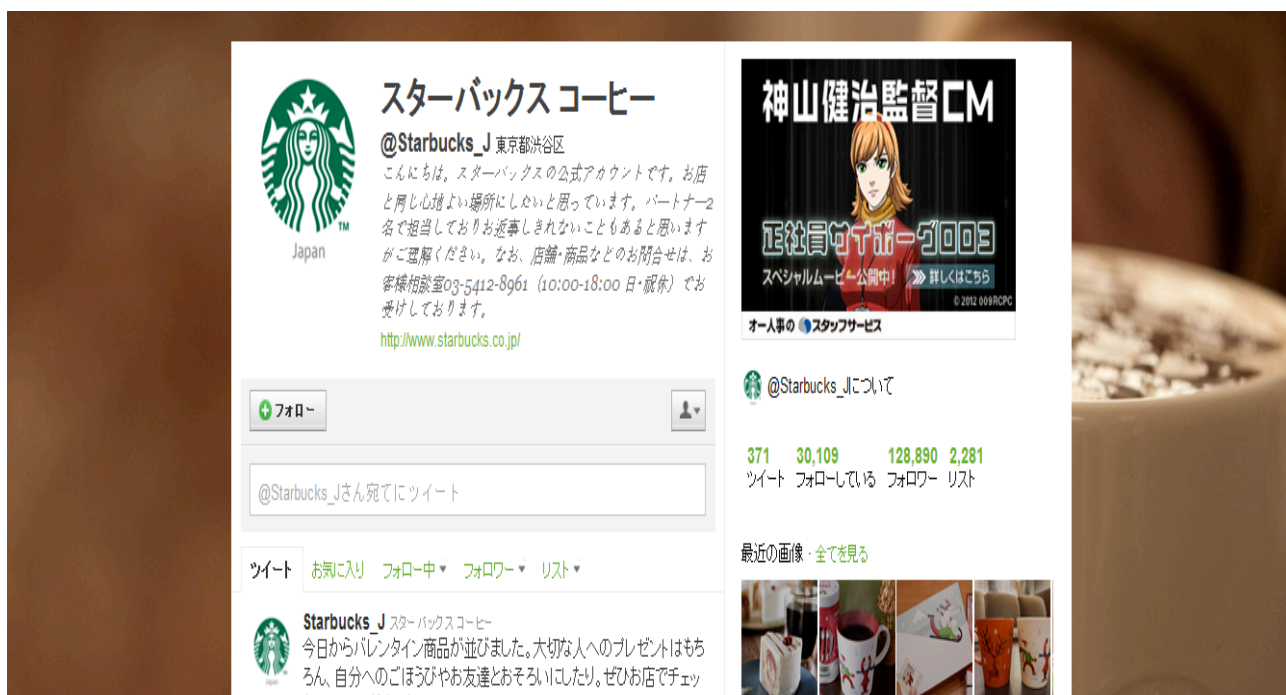 スターバックス コーヒー
@Starbucks_J 東京都渋谷区
こんにちは。スターバックスの公式アカウントです。お店
と同じ心地よい場所にしたいと思っています。パートナー2
名で担当しておりお返事しきれないこともあると思います
がご理解ください。なお、店舗・商品などのお問合せは、お
客様相談室03-5412-8961（10:00-18:00 日・祝休）でお
受けしております。
http://www.starbucks.co.jp/
TM
Japan
フォロー
@Starbucks_Jさん宛てにツイート
ツイート お気に入り フォロー中 フォロワー リスト
Starbucks_J スターバックス コーヒー
今日からバレンタイン商品が並びました。大切な人へのプレゼントはもち
ろん、自分へのごほうびやお友達とおそろいにしたり。ぜひお店でチェッ
神山健治監督CM
正社員サイボーグ003
スペシャルムービー公開中! 詳しくはこちら
© 2012 009RCPC
オー人事の スタッフサービス
@Starbucks_Jについて
371 30,109 128,890 2,281
ツイート フォローしている フォロワー リスト
最近の画像 · 全てを見る